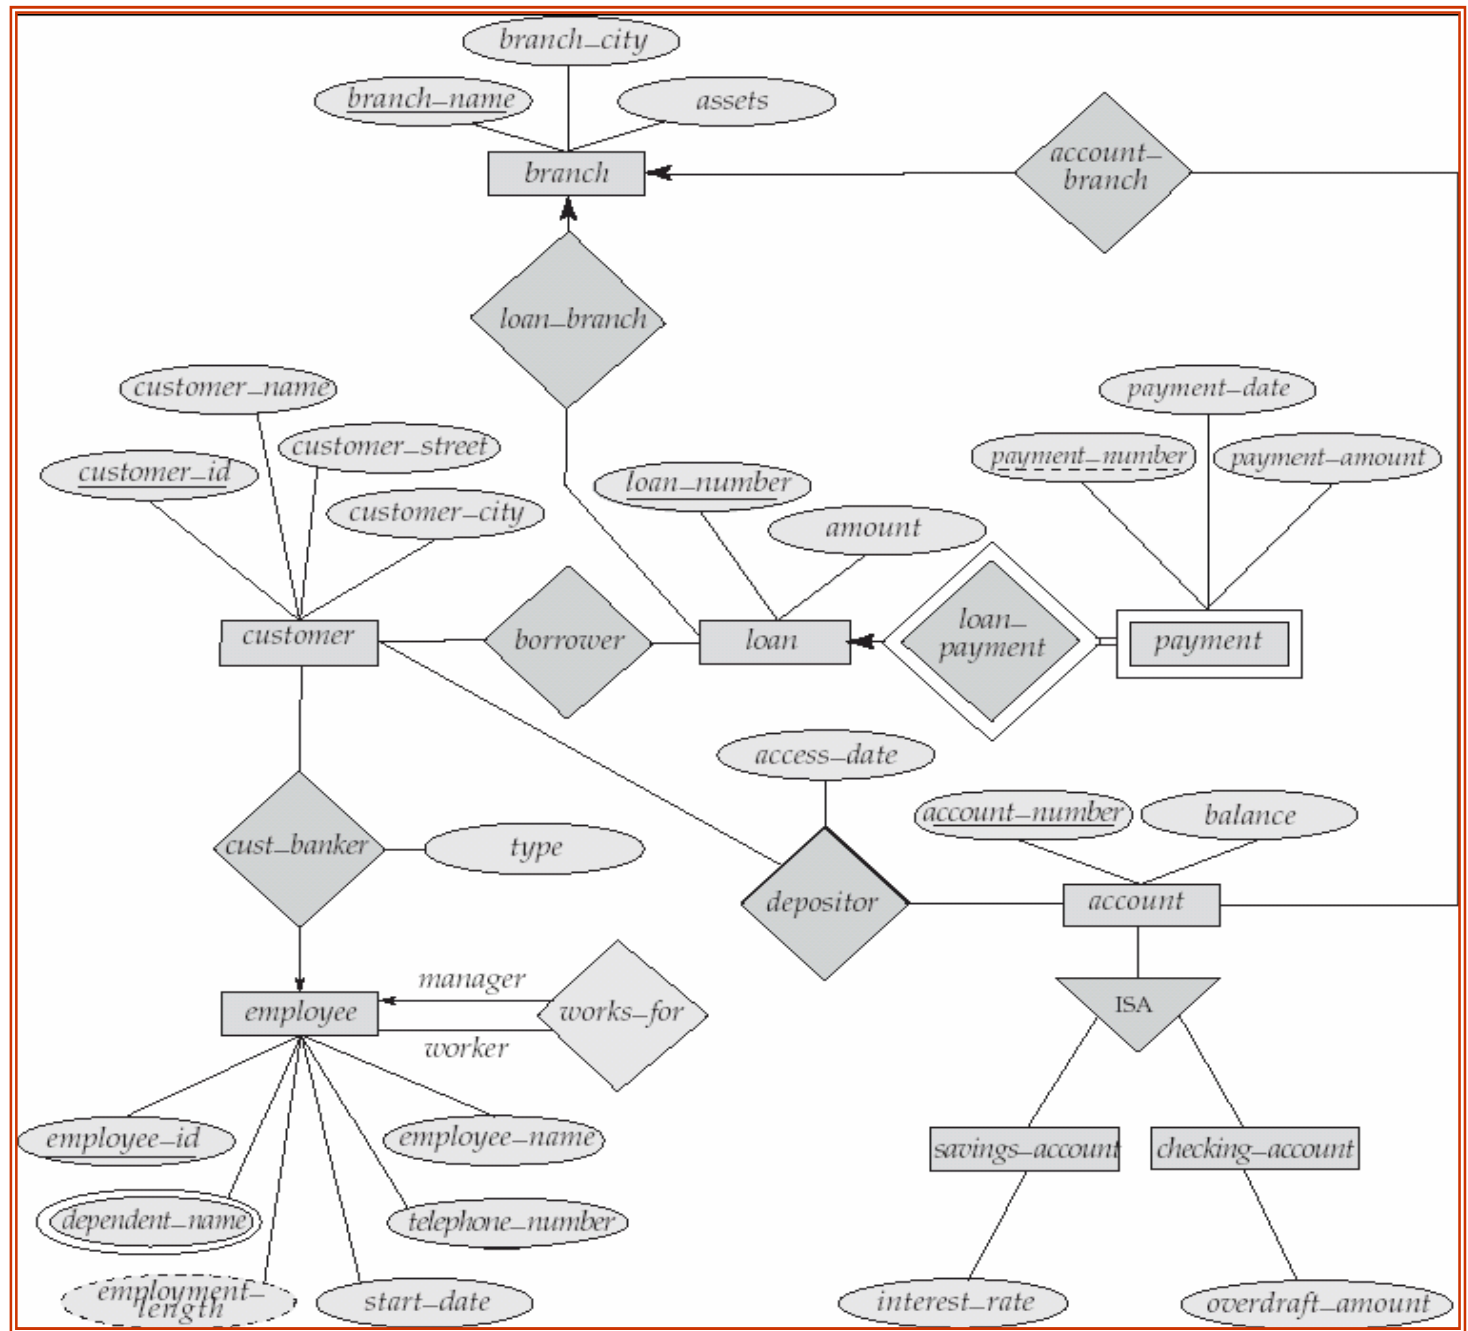 branch_city
branch_name
assets
branch
account_
branch
loan_branch
customer_name
customer_street
customer_id
customer_city
payment_date
payment_number
payment_amount
loan_number
amount
customer
borrower
loan
loan_
payment
payment
access_date
account_number
balance
cust_banker
type
depositor
account
manager
employee
works_for
worker
ISA
employee_id
employee_name
savings_account
checking_account
dependent_name
telephone_number
employment_
length
start_date
interest_rate
overdraft_amount